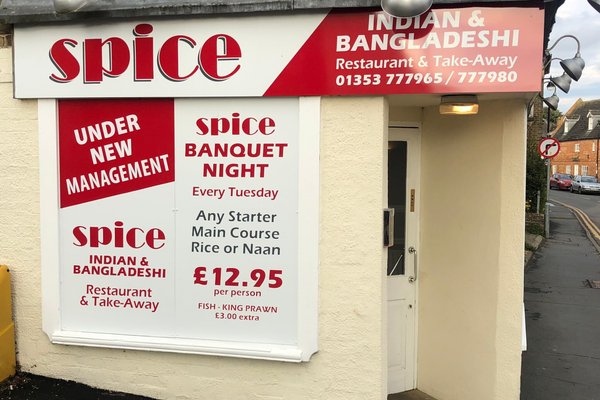 spice
INDIAN &
BANGLADESHI
Restaurant & Take-Away
01353 777965 / 777980
UNDER
NEW
MANAGEMENT
spice
INDIAN &
BANGLADESHI
Restaurant
& Take-Away
spice
BANQUET
NIGHT
Every Tuesday
Any Starter
Main Course
Rice or Naan
£12.95
per person
FISH - KING PRAWN
£3.00 extra